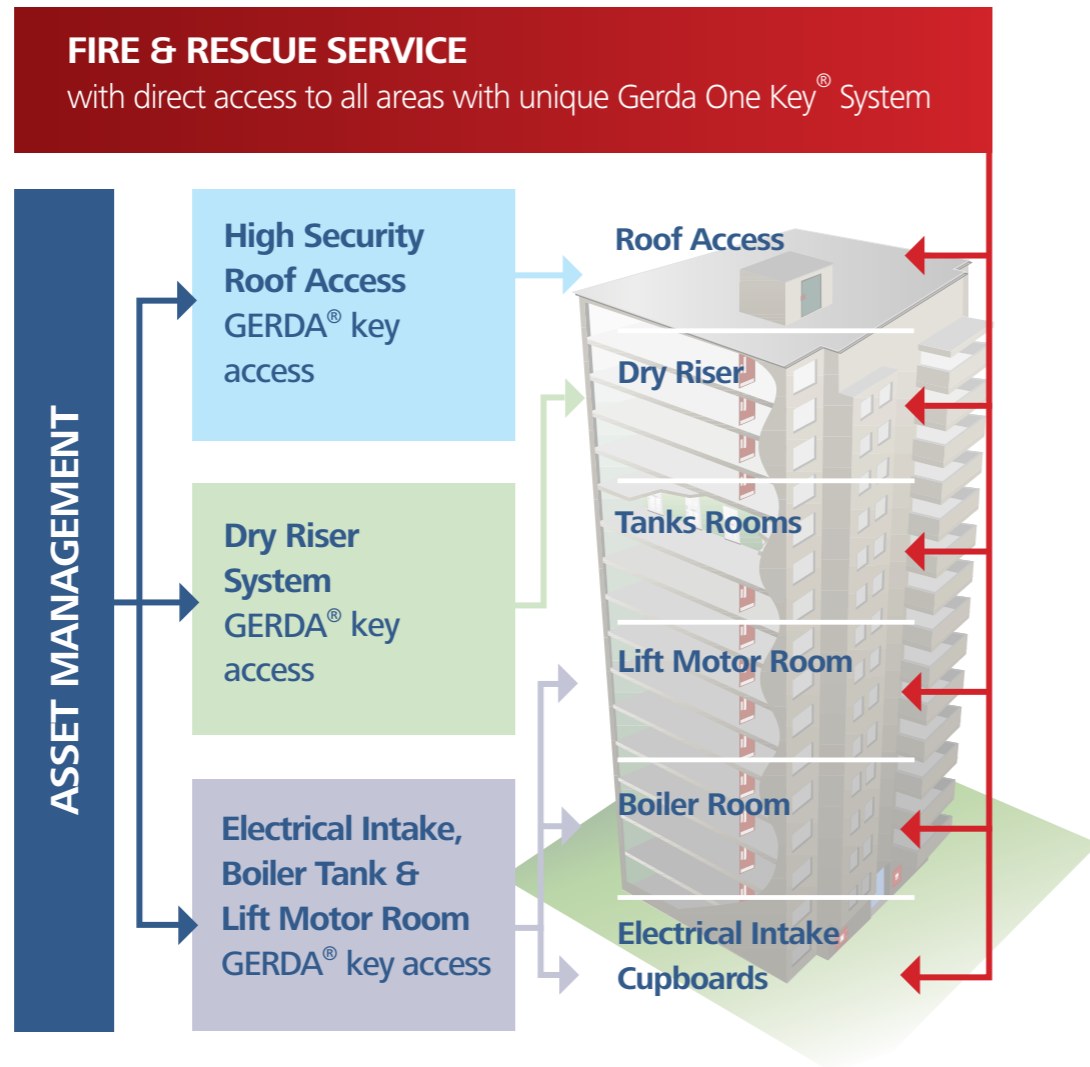 FIRE & RESCUE SERVICE
with direct access to all areas with unique Gerda One Key® System
ASSET MANAGEMENT
High Security
Roof Access
GERDA® key
access
Dry Riser
System
GERDA® key
access
Electrical Intake,
Boiler Tank &
Lift Motor Room
GERDA® key access
Roof Access
Dry Riser
Tanks Rooms
Lift Motor Room
Boiler Room
Electrical Intake
Cupboards